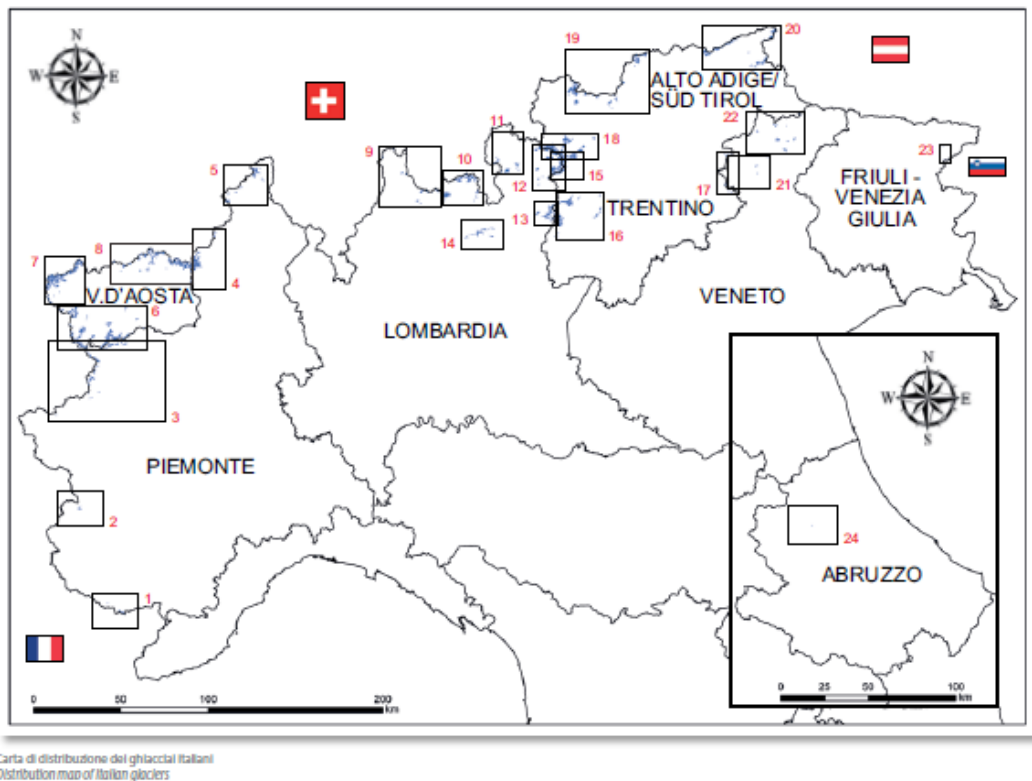 N
W E
S
19
20
ALTO ADIGE/
SÜD TIROL
11
18
22
9
10
5
12
15
23
17
21
FRIULI -
VENEZIA
GIULIA
13
TRENTINO
14
16
8
7
4
V.D'AOSTA
6
VENETO
LOMBARDIA
3
PIEMONTE
2
1
N
W E
S
24
ABRUZZO
0 50 100 200
km
0 25 50 100
km
Carta di distribuzione dei ghiacciai italiani
Distribution map of Italian glaciers